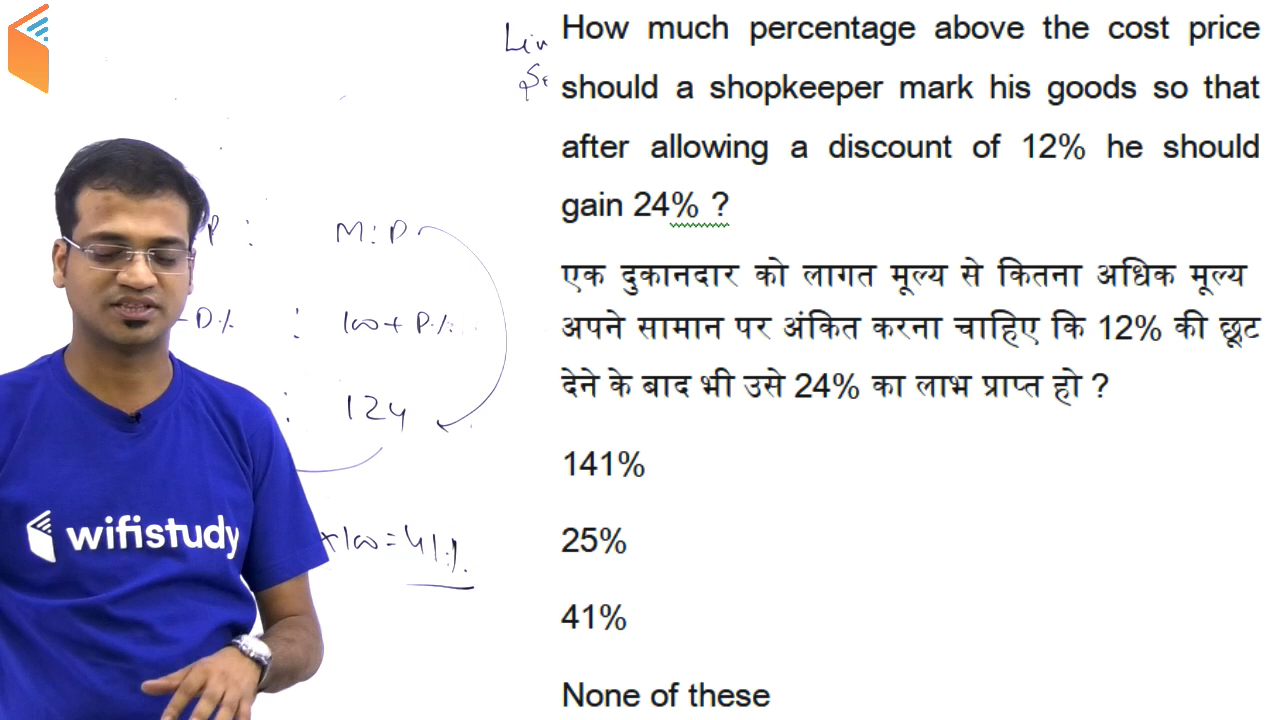 How much percentage above the cost price
should a shopkeeper mark his goods so that
after allowing a discount of 12% he should
gain 24% ?
एक दुकानदार को लागत मूल्य से कितना अधिक मूल्य
अपने सामान पर अंकित करना चाहिए कि 12% की छूट
देने के बाद भी उसे 24% का लाभ प्राप्त हो ?
141%
25%
41%
None of these
P : M.P
-D% : 100+P%
: 124
×100=41%
wifistudy